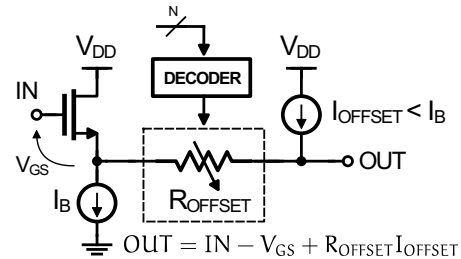 N
V_DD
DECODER
V_DD
IN
I_OFFSET < I_B
V_GS
OUT
I_B
R_OFFSET
OUT = IN − V_GS + R_OFFSET I_OFFSET